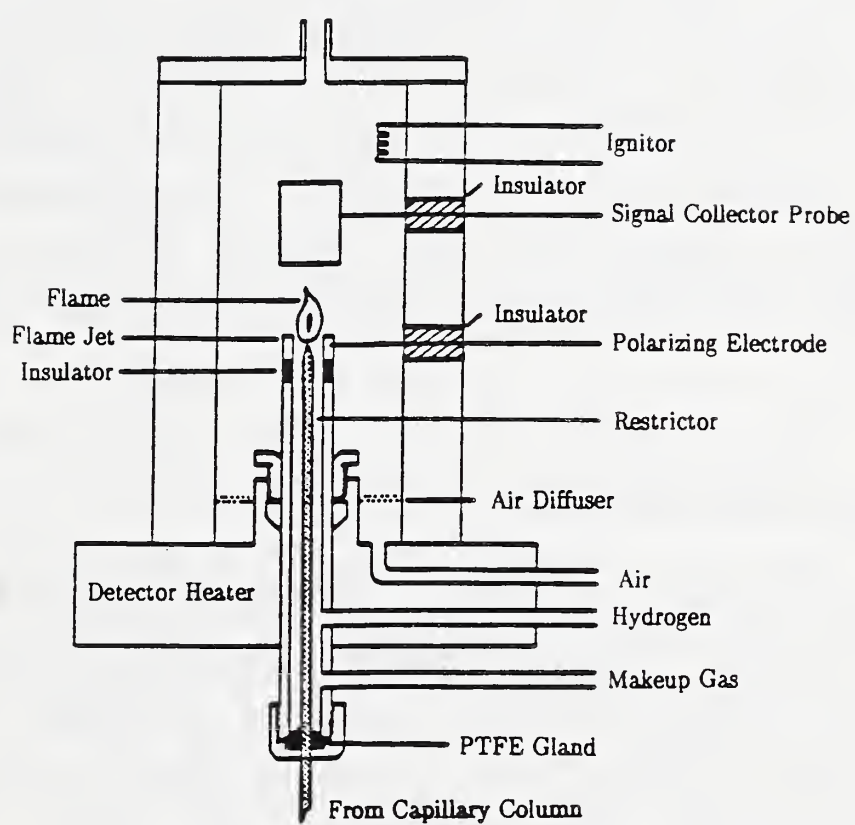 Ignitor
Insulator
Signal Collector Probe
Flame
Insulator
Flame Jet
Polarizing Electrode
Insulator
Restrictor
Air Diffuser
Air
Detector Heater
Hydrogen
Makeup Gas
PTFE Gland
From Capillary Column